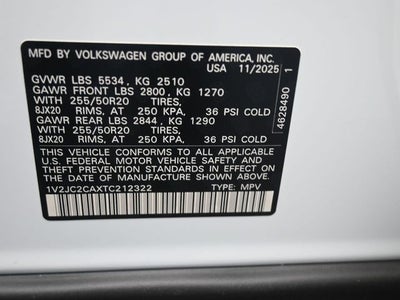 MFD BY VOLKSWAGEN GROUP OF AMERICA, INC.
USA 11/2025
GVWR LBS 5534, KG 2510
GAWR FRONT LBS 2800, KG 1270
WITH 255/50R20 TIRES,
8JX20 RIMS, AT 250 KPA, 36 PSI COLD
GAWR REAR LBS 2844, KG 1290
WITH 255/50R20 TIRES,
8JX20 RIMS, AT 250 KPA, 36 PSI COLD
THIS VEHICLE CONFORMS TO ALL APPLICABLE
U.S. FEDERAL MOTOR VEHICLE SAFETY AND
THEFT PREVENTION STANDARDS IN EFFECT ON
THE DATE OF MANUFACTURE SHOWN ABOVE.
1V2JC2CAXTC212322 TYPE: MPV
4628490 1